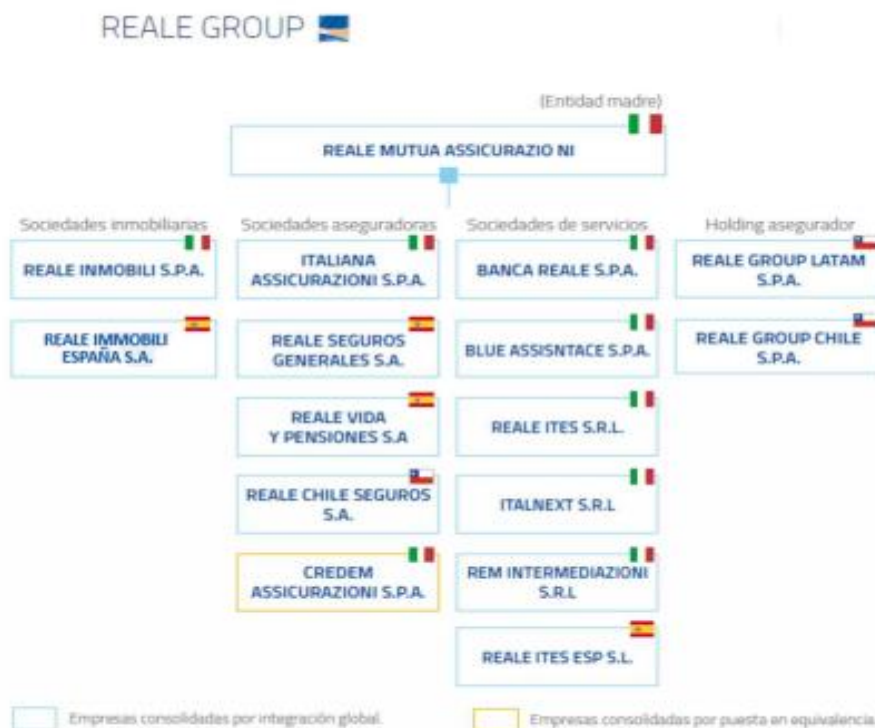 REALE GROUP
(Entidad madre)
REALE MUTUA ASSICURAZIO NI
Sociedades inmobiliarias
REALE INMOBILI S.P.A.
REALE IMMOBILI
ESPAÑA S.A.
Sociedades aseguradoras
ITALIANA
ASSICURAZIONI S.P.A.
REALE SEGUROS
GENERALES S.A.
REALE VIDA
Y PENSIONES S.A
REALE CHILE SEGUROS
S.A.
CREDEM
ASSICURAZIONI S.P.A.
Sociedades de servicios
BANCA REALE S.P.A.
BLUE ASSISNTACE S.P.A.
REALE ITES S.R.L.
ITALNEXT S.R.L
REM INTERMEDIAZIONI
S.R.L
REALE ITES ESP S.L.
Holding asegurador
REALE GROUP LATAM
S.P.A.
REALE GROUP CHILE
S.P.A.
Empresas consolidadas por integración global.
Empresas consolidadas por puesta en equivalencia